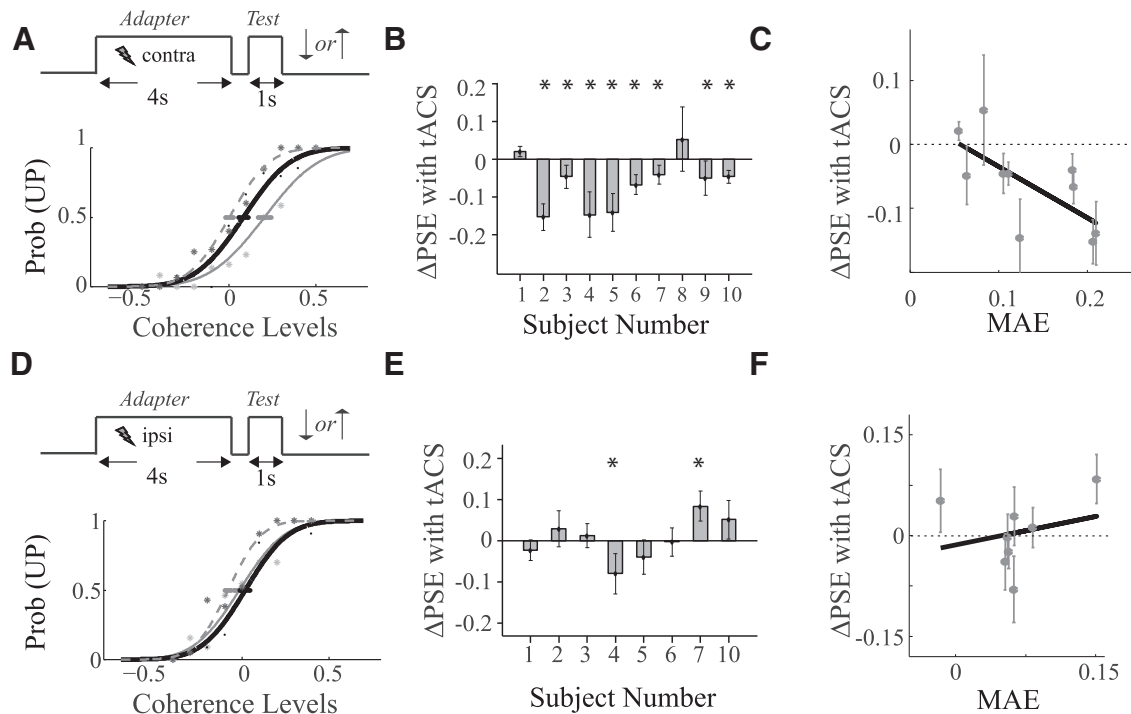 A
Adapter
Test
contra
or
4s
1s
1
0.5
0
−0.5
0
0.5
Prob (UP)
Coherence Levels
B
* * * * * * * *
0.2
0.1
0
-0.1
-0.2
ΔPSE with tACS
1 2 3 4 5 6 7 8 9 10
Subject Number
C
0.1
0
-0.1
ΔPSE with tACS
0 0.1 0.2
MAE
D
Adapter
Test
ipsi
or
4s
1s
1
0.5
0
−0.5
0
0.5
Prob (UP)
Coherence Levels
E
* *
0.2
0.1
0
-0.1
-0.2
ΔPSE with tACS
1 2 3 4 5 6 7 10
Subject Number
F
0.15
0
-0.15
ΔPSE with tACS
0 0.15
MAE